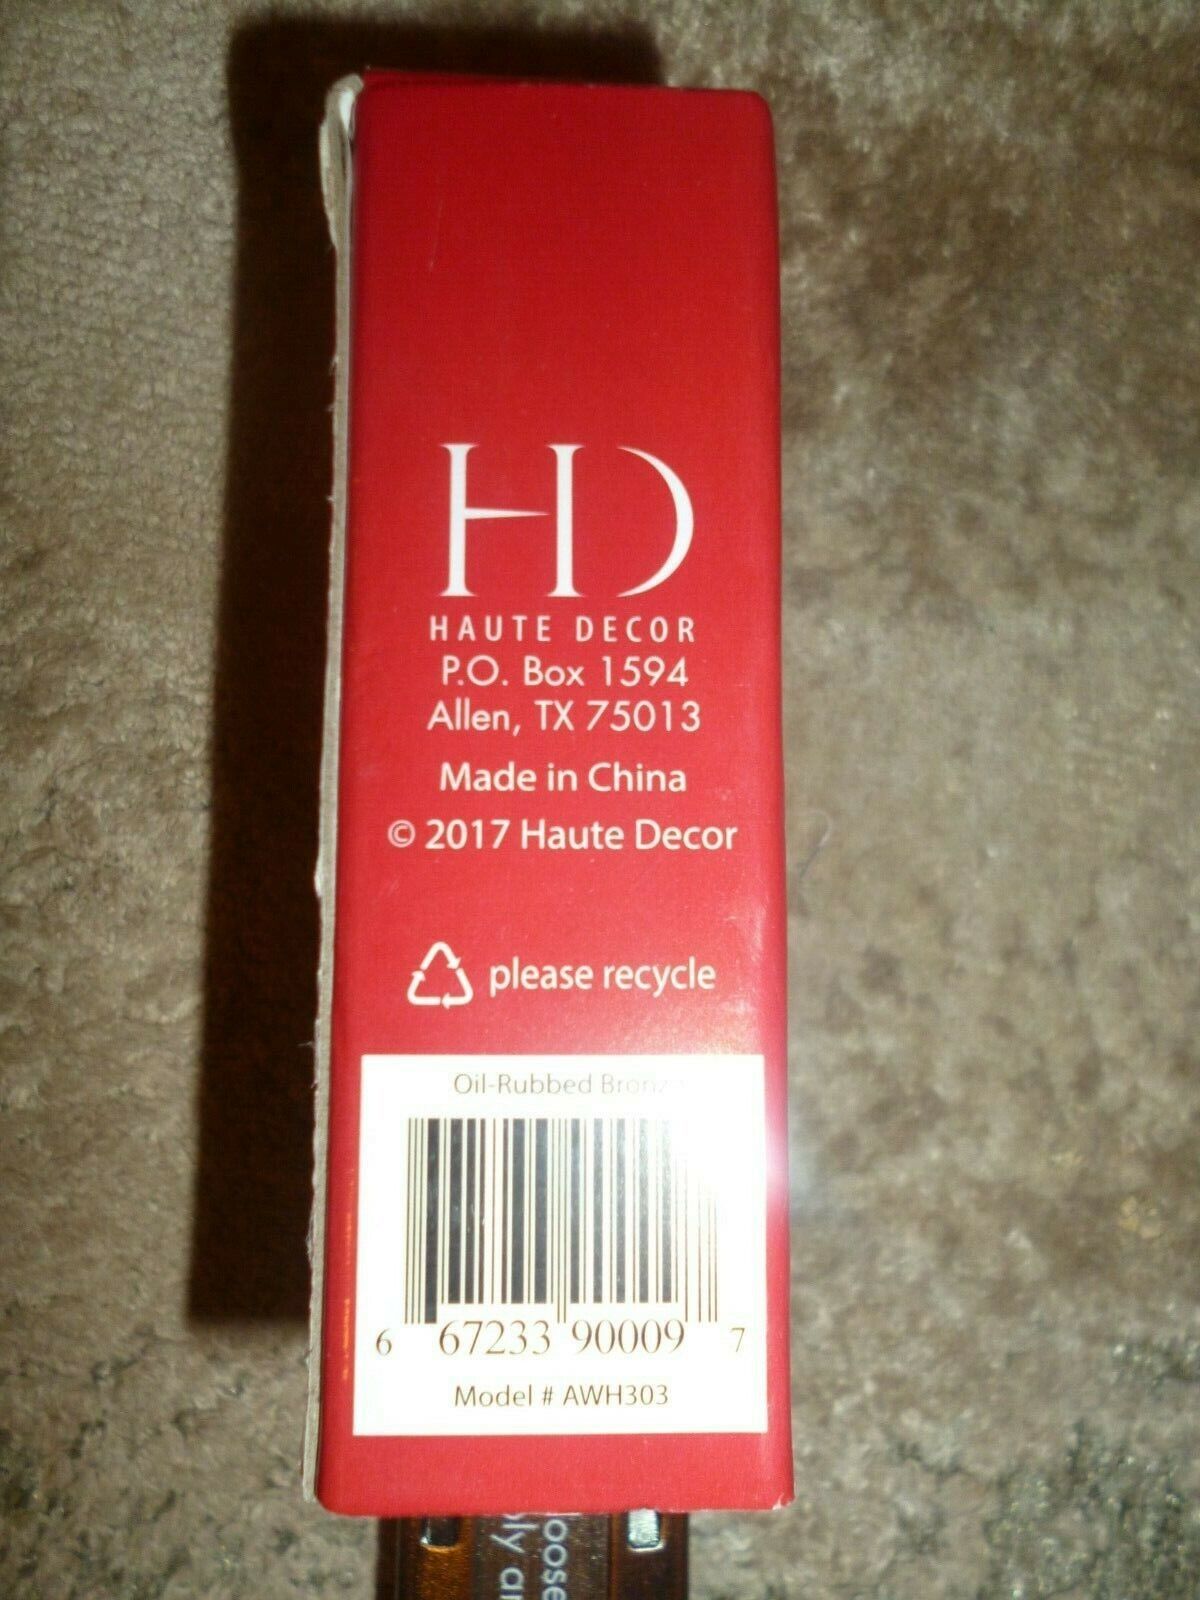 HD
HAUTE DECOR
P.O. Box 1594
Allen, TX 75013
Made in China
© 2017 Haute Decor
please recycle
Oil-Rubbed Bronze
6 67233 90009 7
Model # AWH303